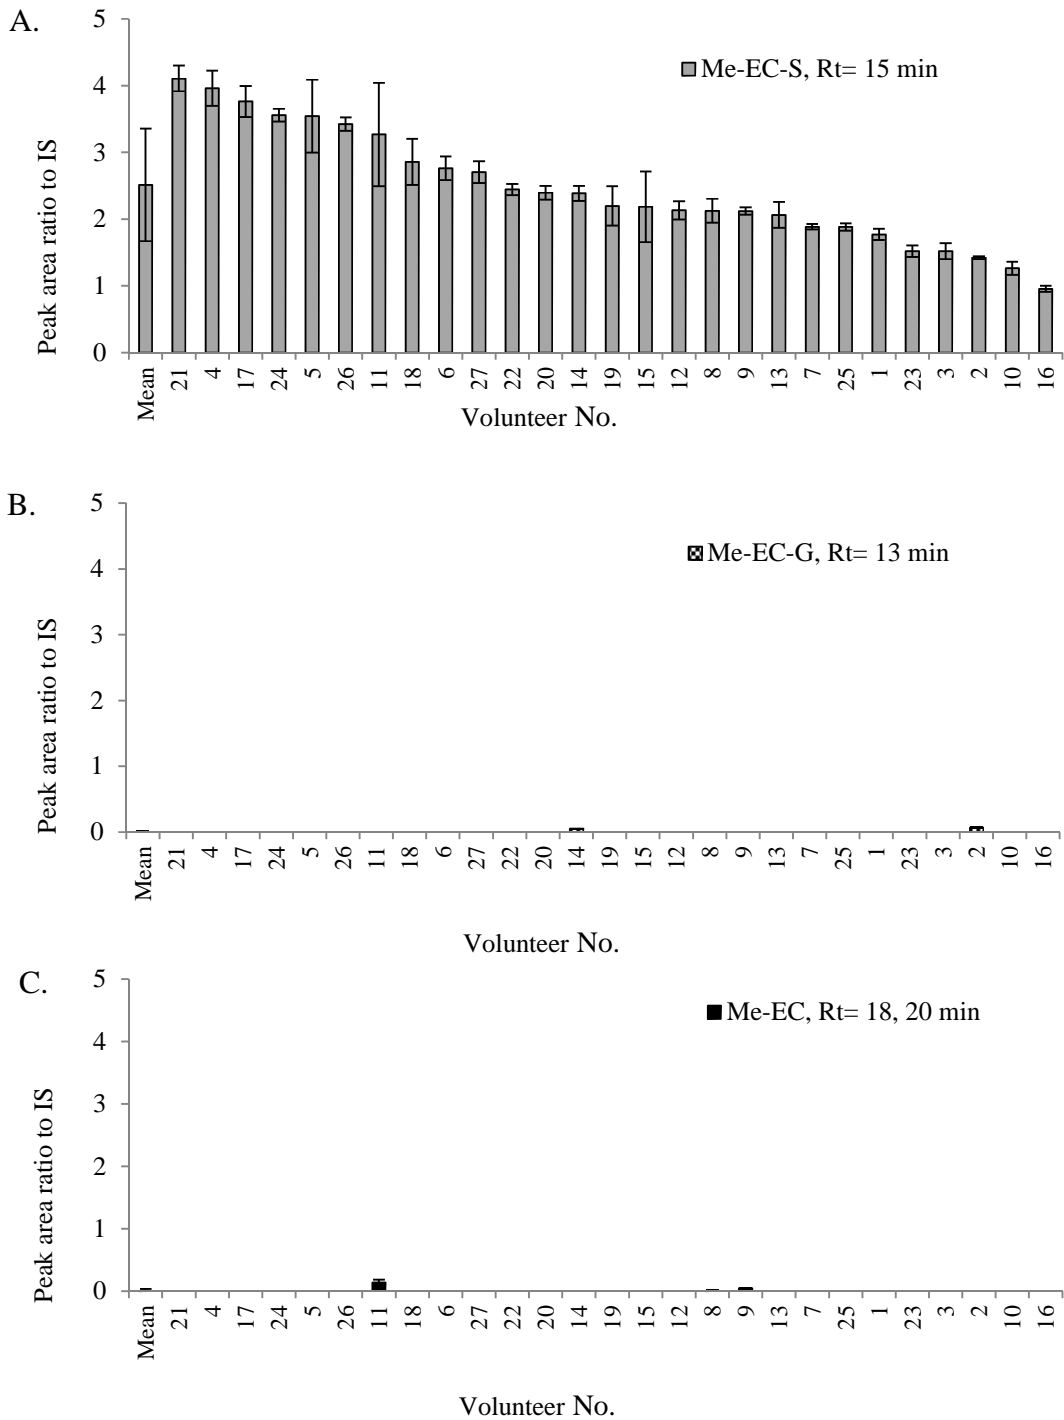 A.
5
4
3
2
1
0
Peak area ratio to IS
Me-EC-S, Rt= 15 min
Mean 21 4 17 24 5 26 11 18 6 27 22 20 14 19 15 12 8 9 13 7 25 1 23 3 2 10 16
Volunteer No.
B.
5
4
3
2
1
0
Peak area ratio to IS
Me-EC-G, Rt= 13 min
Mean 21 4 17 24 5 26 11 18 6 27 22 20 14 19 15 12 8 9 13 7 25 1 23 3 2 10 16
Volunteer No.
C.
5
4
3
2
1
0
Peak area ratio to IS
Me-EC, Rt= 18, 20 min
Mean 21 4 17 24 5 26 11 18 6 27 22 20 14 19 15 12 8 9 13 7 25 1 23 3 2 10 16
Volunteer No.